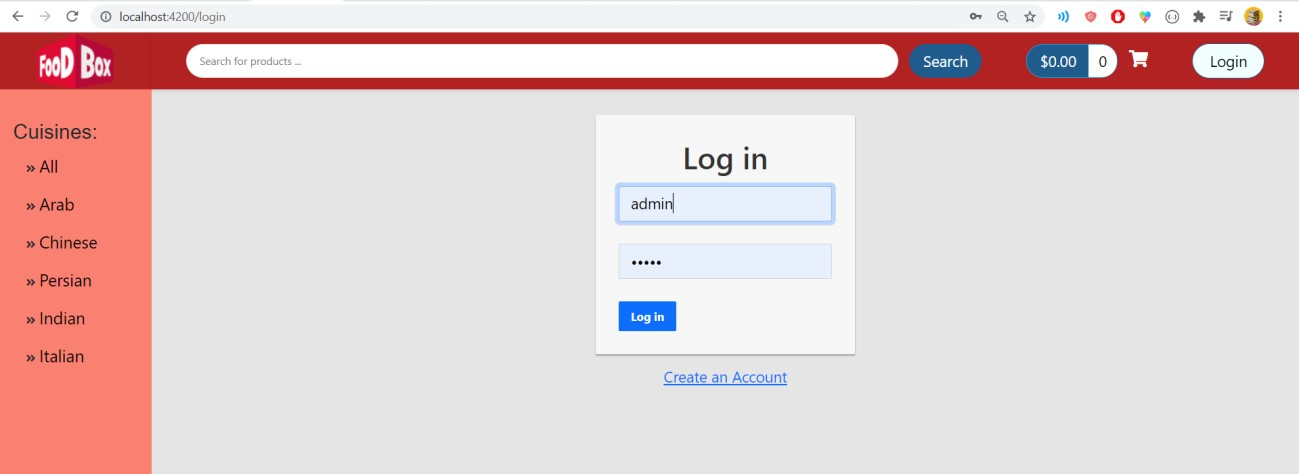 localhost:4200/login
FooD Box
Search for products ...
Search
$0.00 0
Login
Cuisines:
» All
» Arab
» Chinese
» Persian
» Indian
» Italian
Log in
admin
•••••
Log in
Create an Account